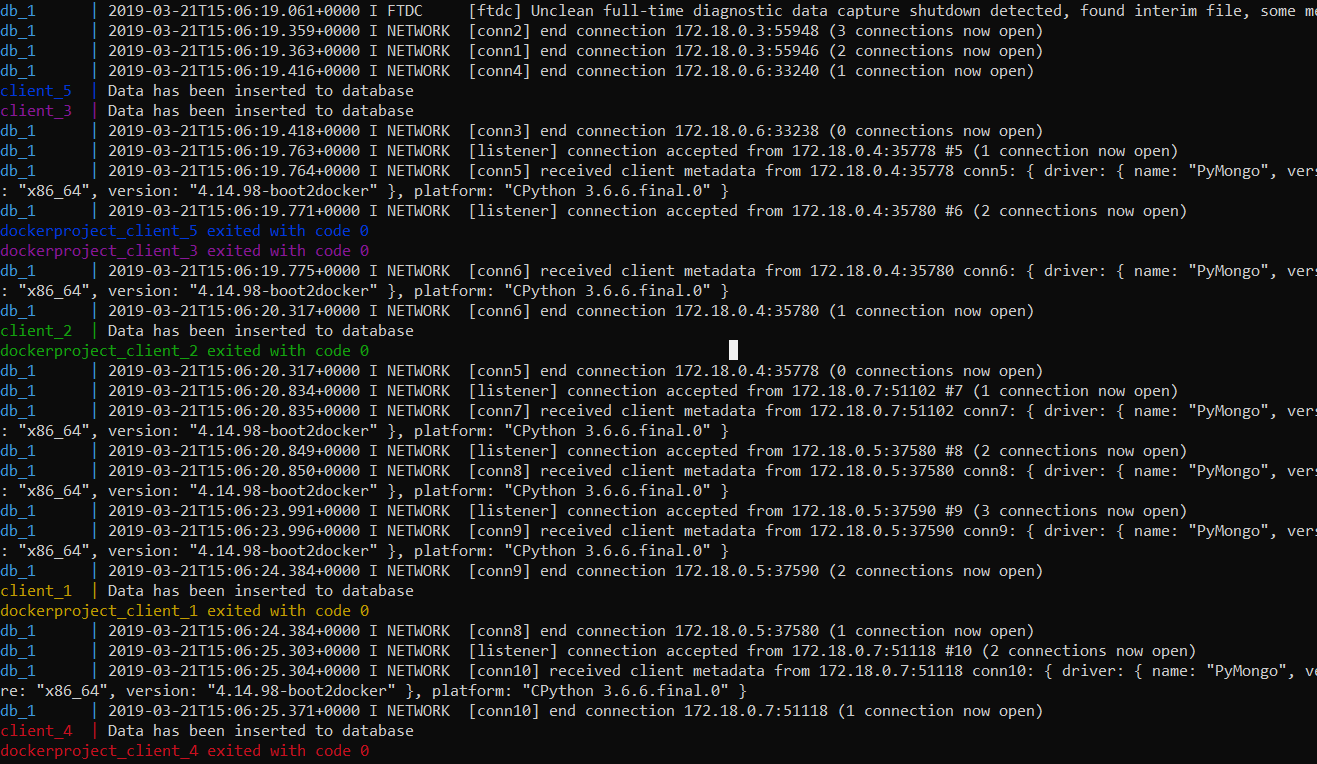 db_1       | 2019-03-21T15:06:19.061+0000 I FTDC     [ftdc] Unclean full-time diagnostic data capture shutdown detected, found interim file, some me
db_1       | 2019-03-21T15:06:19.359+0000 I NETWORK  [conn2] end connection 172.18.0.3:55948 (3 connections now open)
db_1       | 2019-03-21T15:06:19.363+0000 I NETWORK  [conn1] end connection 172.18.0.3:55946 (2 connections now open)
db_1       | 2019-03-21T15:06:19.416+0000 I NETWORK  [conn4] end connection 172.18.0.6:33240 (1 connection now open)
client_5  | Data has been inserted to database
client_3  | Data has been inserted to database
db_1       | 2019-03-21T15:06:19.418+0000 I NETWORK  [conn3] end connection 172.18.0.6:33238 (0 connections now open)
db_1       | 2019-03-21T15:06:19.763+0000 I NETWORK  [listener] connection accepted from 172.18.0.4:35778 #5 (1 connection now open)
db_1       | 2019-03-21T15:06:19.764+0000 I NETWORK  [conn5] received client metadata from 172.18.0.4:35778 conn5: { driver: { name: "PyMongo", vers
: "x86_64", version: "4.14.98-boot2docker" }, platform: "CPython 3.6.6.final.0" }
db_1       | 2019-03-21T15:06:19.771+0000 I NETWORK  [listener] connection accepted from 172.18.0.4:35780 #6 (2 connections now open)
dockerproject_client_5 exited with code 0
dockerproject_client_3 exited with code 0
db_1       | 2019-03-21T15:06:19.775+0000 I NETWORK  [conn6] received client metadata from 172.18.0.4:35780 conn6: { driver: { name: "PyMongo", vers
: "x86_64", version: "4.14.98-boot2docker" }, platform: "CPython 3.6.6.final.0" }
db_1       | 2019-03-21T15:06:20.317+0000 I NETWORK  [conn6] end connection 172.18.0.4:35780 (1 connection now open)
client_2  | Data has been inserted to database
dockerproject_client_2 exited with code 0
db_1       | 2019-03-21T15:06:20.317+0000 I NETWORK  [conn5] end connection 172.18.0.4:35778 (0 connections now open)
db_1       | 2019-03-21T15:06:20.834+0000 I NETWORK  [listener] connection accepted from 172.18.0.7:51102 #7 (1 connection now open)
db_1       | 2019-03-21T15:06:20.835+0000 I NETWORK  [conn7] received client metadata from 172.18.0.7:51102 conn7: { driver: { name: "PyMongo", vers
: "x86_64", version: "4.14.98-boot2docker" }, platform: "CPython 3.6.6.final.0" }
db_1       | 2019-03-21T15:06:20.849+0000 I NETWORK  [listener] connection accepted from 172.18.0.5:37580 #8 (2 connections now open)
db_1       | 2019-03-21T15:06:20.850+0000 I NETWORK  [conn8] received client metadata from 172.18.0.5:37580 conn8: { driver: { name: "PyMongo", vers
: "x86_64", version: "4.14.98-boot2docker" }, platform: "CPython 3.6.6.final.0" }
db_1       | 2019-03-21T15:06:23.991+0000 I NETWORK  [listener] connection accepted from 172.18.0.5:37590 #9 (3 connections now open)
db_1       | 2019-03-21T15:06:23.996+0000 I NETWORK  [conn9] received client metadata from 172.18.0.5:37590 conn9: { driver: { name: "PyMongo", vers
: "x86_64", version: "4.14.98-boot2docker" }, platform: "CPython 3.6.6.final.0" }
db_1       | 2019-03-21T15:06:24.384+0000 I NETWORK  [conn9] end connection 172.18.0.5:37590 (2 connections now open)
client_1  | Data has been inserted to database
dockerproject_client_1 exited with code 0
db_1       | 2019-03-21T15:06:24.384+0000 I NETWORK  [conn8] end connection 172.18.0.5:37580 (1 connection now open)
db_1       | 2019-03-21T15:06:25.303+0000 I NETWORK  [listener] connection accepted from 172.18.0.7:51118 #10 (2 connections now open)
db_1       | 2019-03-21T15:06:25.304+0000 I NETWORK  [conn10] received client metadata from 172.18.0.7:51118 conn10: { driver: { name: "PyMongo", ve
re: "x86_64", version: "4.14.98-boot2docker" }, platform: "CPython 3.6.6.final.0" }
db_1       | 2019-03-21T15:06:25.371+0000 I NETWORK  [conn10] end connection 172.18.0.7:51118 (1 connection now open)
client_4  | Data has been inserted to database
dockerproject_client_4 exited with code 0